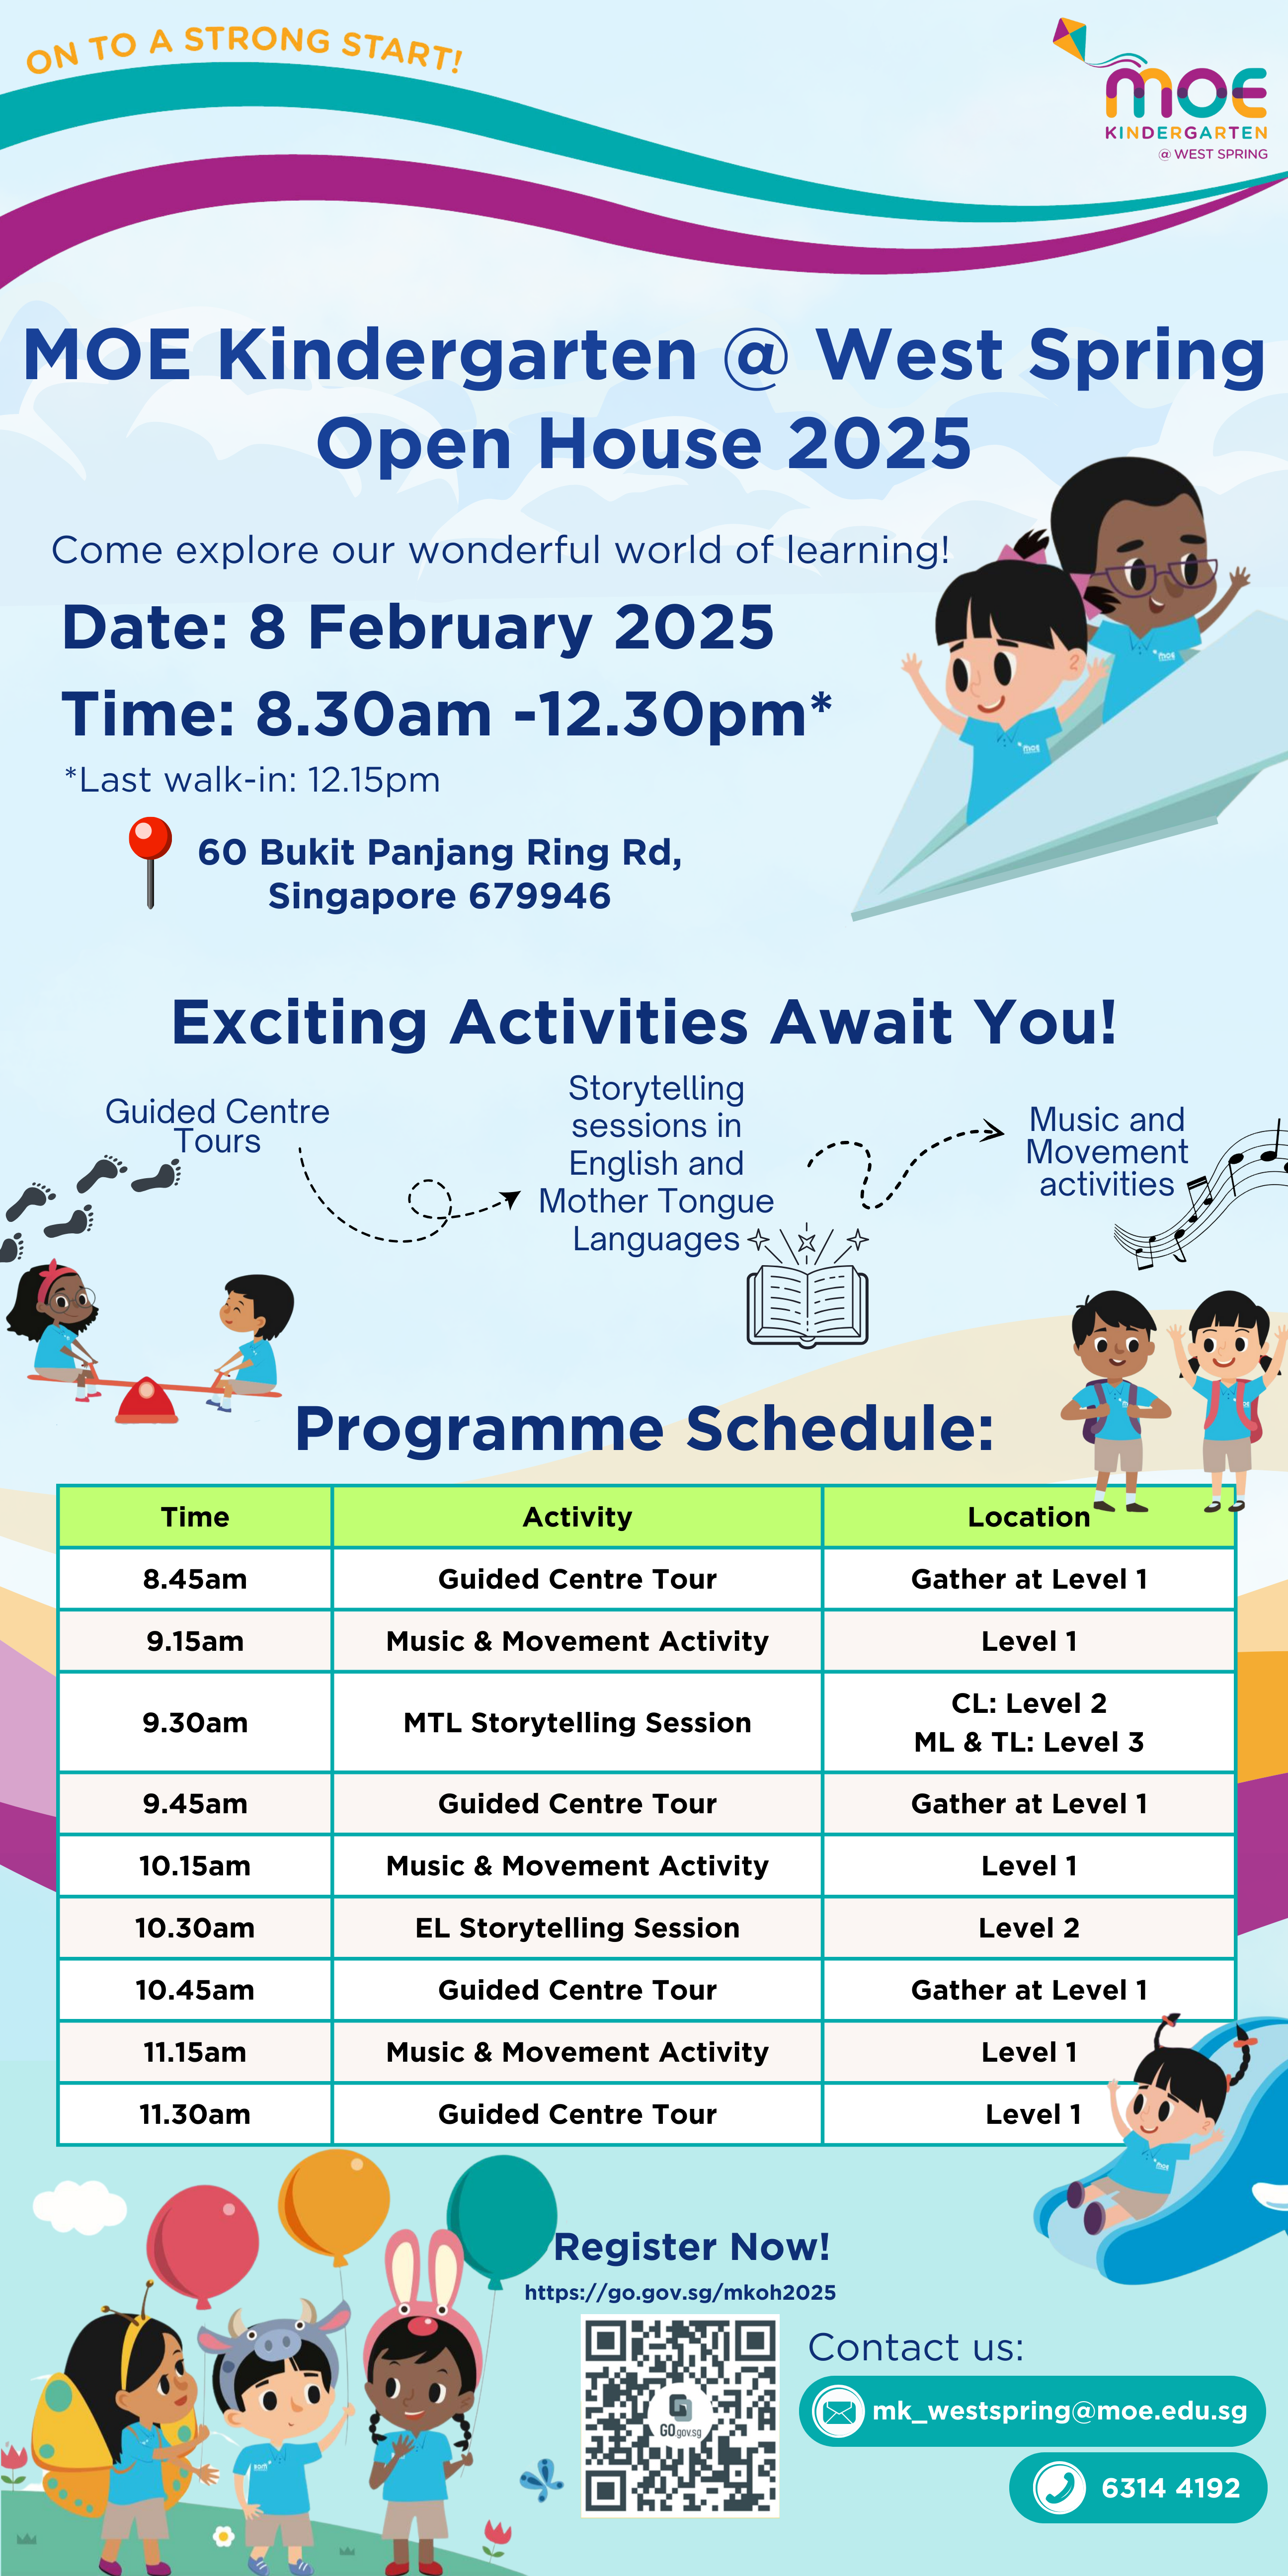 ON TO A STRONG START!
MOE
KINDERGARTEN
@ WEST SPRING
MOE Kindergarten @ West Spring
Open House 2025
Come explore our wonderful world of learning!
Date: 8 February 2025
Time: 8.30am -12.30pm*
*Last walk-in: 12.15pm
60 Bukit Panjang Ring Rd,
Singapore 679946
Exciting Activities Await You!
Guided Centre
Tours
Storytelling
sessions in
English and
Mother Tongue
Languages
Music and
Movement
activities
Programme Schedule:
Time Activity Location
8.45am Guided Centre Tour Gather at Level 1
9.15am Music & Movement Activity Level 1
9.30am MTL Storytelling Session CL: Level 2
ML & TL: Level 3
9.45am Guided Centre Tour Gather at Level 1
10.15am Music & Movement Activity Level 1
10.30am EL Storytelling Session Level 2
10.45am Guided Centre Tour Gather at Level 1
11.15am Music & Movement Activity Level 1
11.30am Guided Centre Tour Level 1
Register Now!
https://go.gov.sg/mkoh2025
GO.gov.sg
Contact us:
mk_westspring@moe.edu.sg
6314 4192